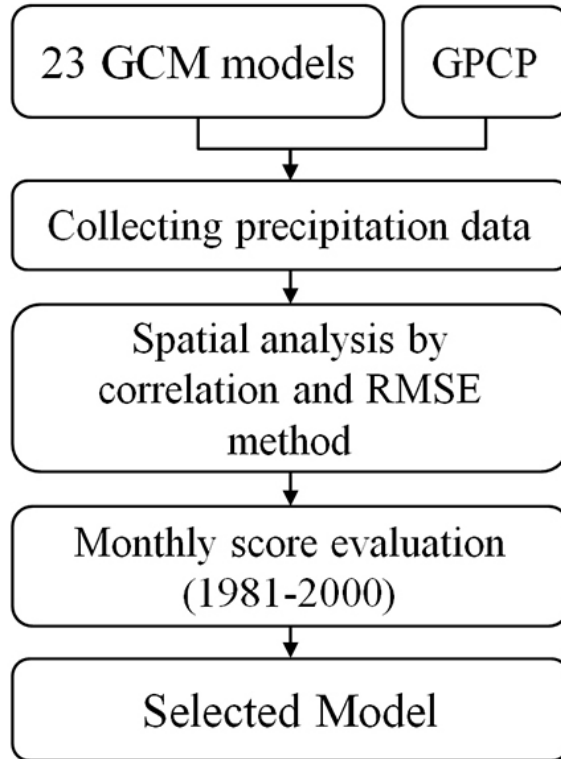 23 GCM models
GPCP
Collecting precipitation data
Spatial analysis by
correlation and RMSE
method
Monthly score evaluation
(1981-2000)
Selected Model